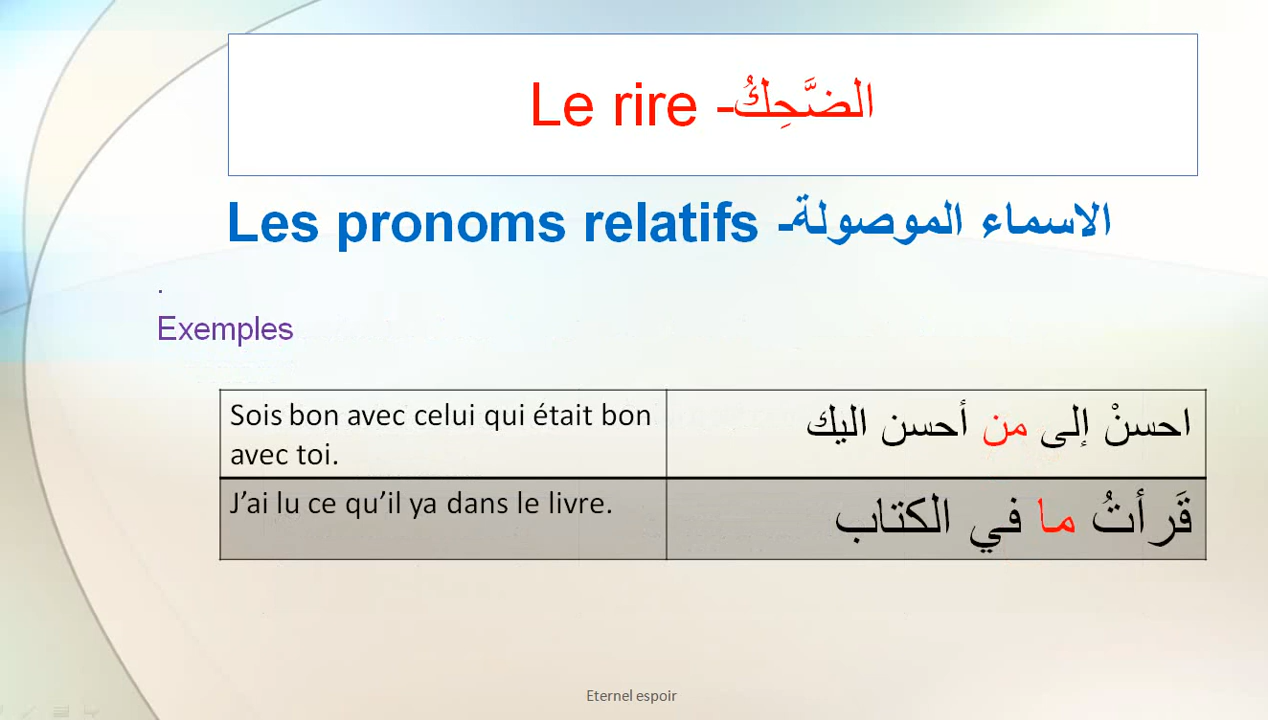 Le rire -الضَّحِكُ
Les pronoms relatifs -الاسماء الموصولة
.
Exemples
Sois bon avec celui qui était bon
avec toi.
احسنْ إلى من أحسن اليك
J’ai lu ce qu’il ya dans le livre.
قَرأتُ ما في الكتاب
Eternel espoir